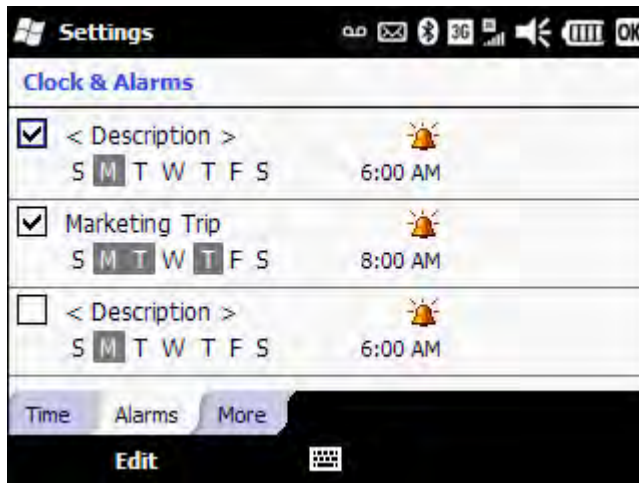 Settings 3G OK
Clock & Alarms
< Description >
S M T W T F S 6:00 AM
Marketing Trip
S M T W T F S 8:00 AM
< Description >
S M T W T F S 6:00 AM
Time Alarms More
Edit